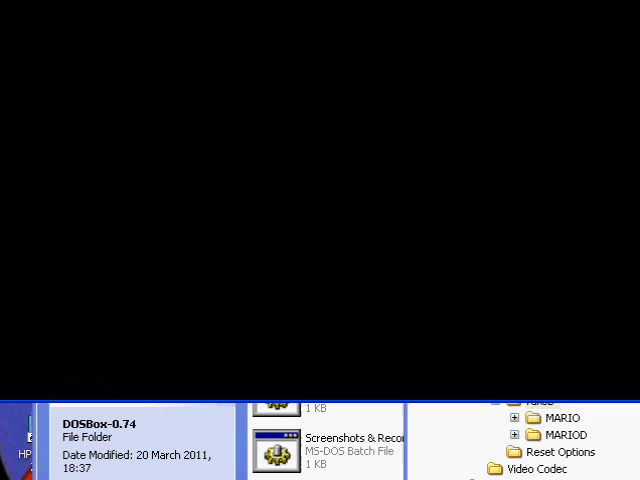 1 KB
MARIO
DOSBox-0.74
File Folder
MARIOD
Screenshots & Reco
MS-DOS Batch File
1 KB
Reset Options
HP
Date Modified: 20 March 2011,
18:37
Video Codec